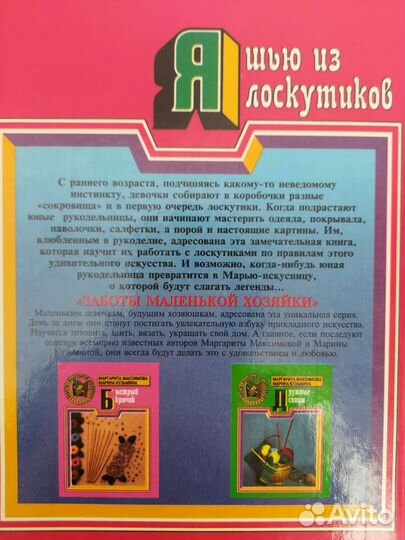 Я шью из
лоскутиков
С раннего возраста, подчиняясь какому-то неведомому
инстинкту, девочки собирают в коробочки разные
«сокровища» и в первую очередь лоскутики. Когда подрастают
юные рукодельницы, они начинают мастерить одеяла, покрывала,
наволочки, салфетки, а порой и настоящие картины. Им,
влюбленным в рукоделие, адресована эта замечательная книга,
которая научит их работать с лоскутиками по правилам этого
удивительного искусства. И возможно, когда-нибудь юная
рукодельница превратится в Марью-искусницу,
о которой будут слагать легенды...
«ЗАБОТЫ МАЛЕНЬКОЙ ХОЗЯЙКИ»
Маленьким девочкам, будущим хозяюшкам, адресована эта уникальная серия.
День за днем они станут постигать увлекательную азбуку прикладного искусства.
Научатся готовить, шить, вязать, украшать свой дом. А главное, если последуют
советам всемирно известных авторов Маргариты Максимовой и Марины
Кузьминой, они всегда будут делать это с удовольствием и любовью.
МАРГАРИТА МАКСИМОВА
МАРИНА КУЗЬМИНА
Быстрый
крючок
МАРГАРИТА МАКСИМОВА
МАРИНА КУЗЬМИНА
Дружные
спицы
Avito